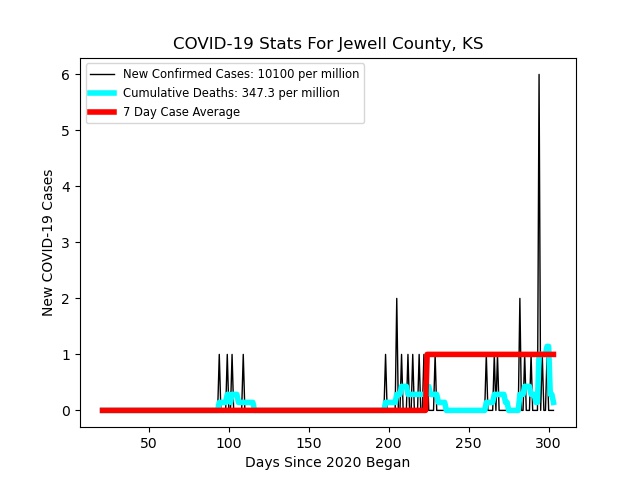 COVID-19 Stats For Jewell County, KS
New Confirmed Cases: 10100 per million
Cumulative Deaths: 347.3 per million
7 Day Case Average
New COVID-19 Cases
6
5
4
3
2
1
0
50 100 150 200 250 300
Days Since 2020 Began